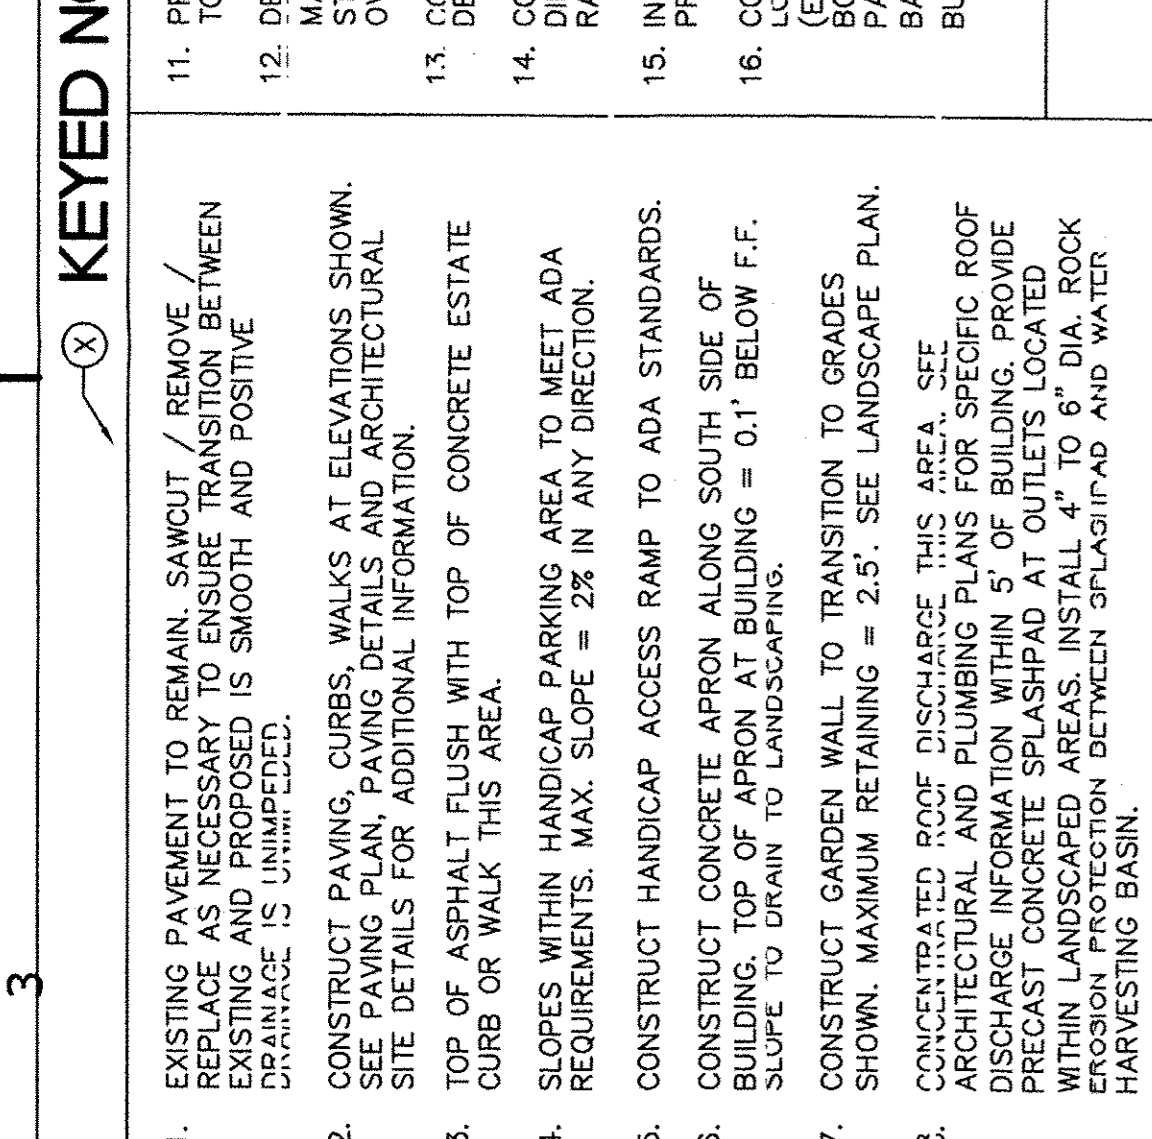 3
X KEYED
1. EXISTING PAVEMENT TO REMAIN. SAWCUT / REMOVE /
REPLACE AS NECESSARY TO ENSURE TRANSITION BETWEEN
EXISTING AND PROPOSED IS SMOOTH AND POSITIVE
DRAINAGE IS UNIMPEDED.
2. CONSTRUCT PAVING, CURBS, WALKS AT ELEVATIONS SHOWN.
SEE PAVING PLAN, PAVING DETAILS AND ARCHITECTURAL
SITE DETAILS FOR ADDITIONAL INFORMATION.
3. TOP OF ASPHALT FLUSH WITH TOP OF CONCRETE ESTATE
CURB OR WALK THIS AREA.
4. SLOPES WITHIN HANDICAP PARKING AREA TO MEET ADA
REQUIREMENTS. MAX. SLOPE = 2% IN ANY DIRECTION.
5. CONSTRUCT HANDICAP ACCESS RAMP TO ADA STANDARDS.
6. CONSTRUCT CONCRETE APRON ALONG SOUTH SIDE OF
BUILDING. TOP OF APRON AT BUILDING = 0.1' BELOW F.F.
SLOPE TO DRAIN TO LANDSCAPING.
7. CONSTRUCT GARDEN WALL TO TRANSITION TO GRADES
SHOWN. MAXIMUM RETAINING = 2.5'. SEE LANDSCAPE PLAN.
8. CONCENTRATED ROOF DISCHARGE THIS AREA. SEE
ARCHITECTURAL AND PLUMBING PLANS FOR SPECIFIC ROOF
DISCHARGE INFORMATION WITHIN 5' OF BUILDING. PROVIDE
PRECAST CONCRETE SPLASHPAD AT OUTLETS LOCATED
WITHIN LANDSCAPED AREAS. INSTALL 4" TO 6" DIA. ROCK
EROSION PROTECTION BETWEEN SPLASHPAD AND WATER
HARVESTING BASIN.
11.
12.
13.
14.
15.
16.